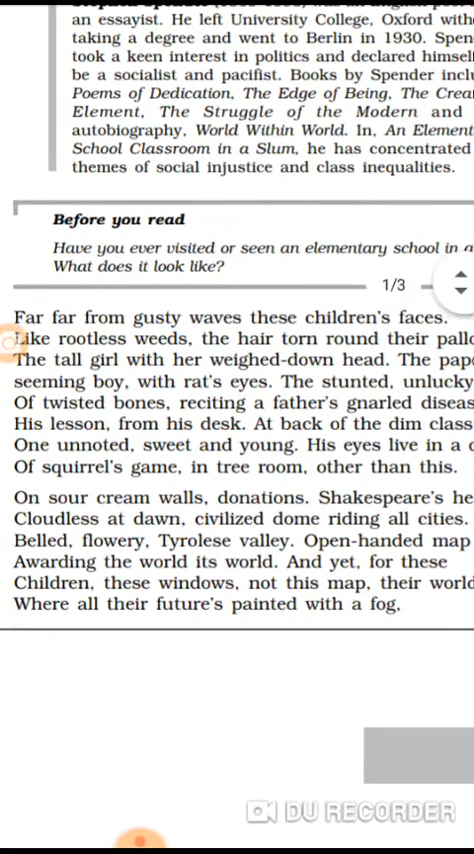 an essayist. He left University College, Oxford
taking a degree and went to Berlin in 1930.
took a keen interest in politics and declared
be a socialist and pacifist. Books by Spender
Poems of Dedication, The Edge of Being, The
Element, The Struggle of the Modern and
autobiography, World Within World. In, An
School Classroom in a Slum, he has concentrated
themes of social injustice and class inequalities.
Before you read
Have you ever visited or seen an elementary school in
What does it look like?
1/3
Far far from gusty waves these children's faces.
Like rootless weeds, the hair torn round their
The tall girl with her weighed-down head. The
seeming boy, with rat's eyes. The stunted, unlucky
Of twisted bones, reciting a father's gnarled
His lesson, from his desk. At back of the dim class
One unnoted, sweet and young. His eyes live in a
Of squirrel's game, in tree room, other than this.
On sour cream walls, donations. Shakespeare's
Cloudless at dawn, civilized dome riding all cities.
Belled, flowery, Tyrolese valley. Open-handed map
Awarding the world its world. And yet, for these
Children, these windows, not this map, their world
Where all their future's painted with a fog,
DU RECORDER